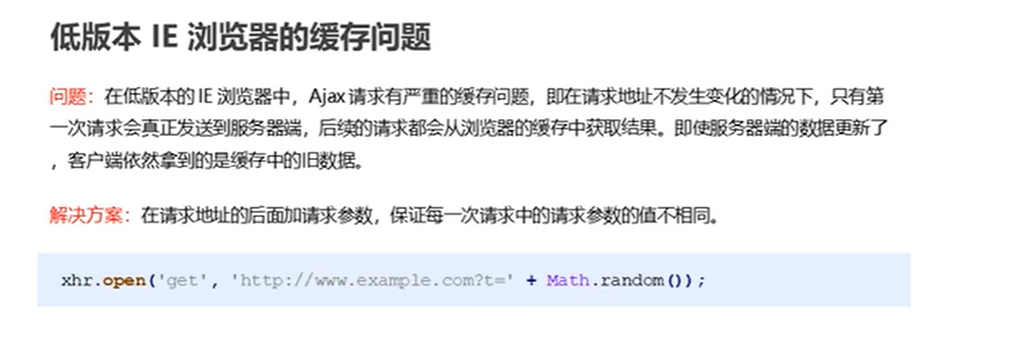 低版本 IE 浏览器的缓存问题
问题：在低版本的 IE 浏览器中，Ajax 请求有严重的缓存问题，即在请求地址不发生变化的情况下，只有第
一次请求会真正发送到服务器端，后续的请求都会从浏览器的缓存中获取结果。即使服务器端的数据更新了
，客户端依然拿到的是缓存中的旧数据。
解决方案：在请求地址的后面加请求参数，保证每一次请求中的请求参数的值不相同。
xhr.open('get', 'http://www.example.com?t=' + Math.random());